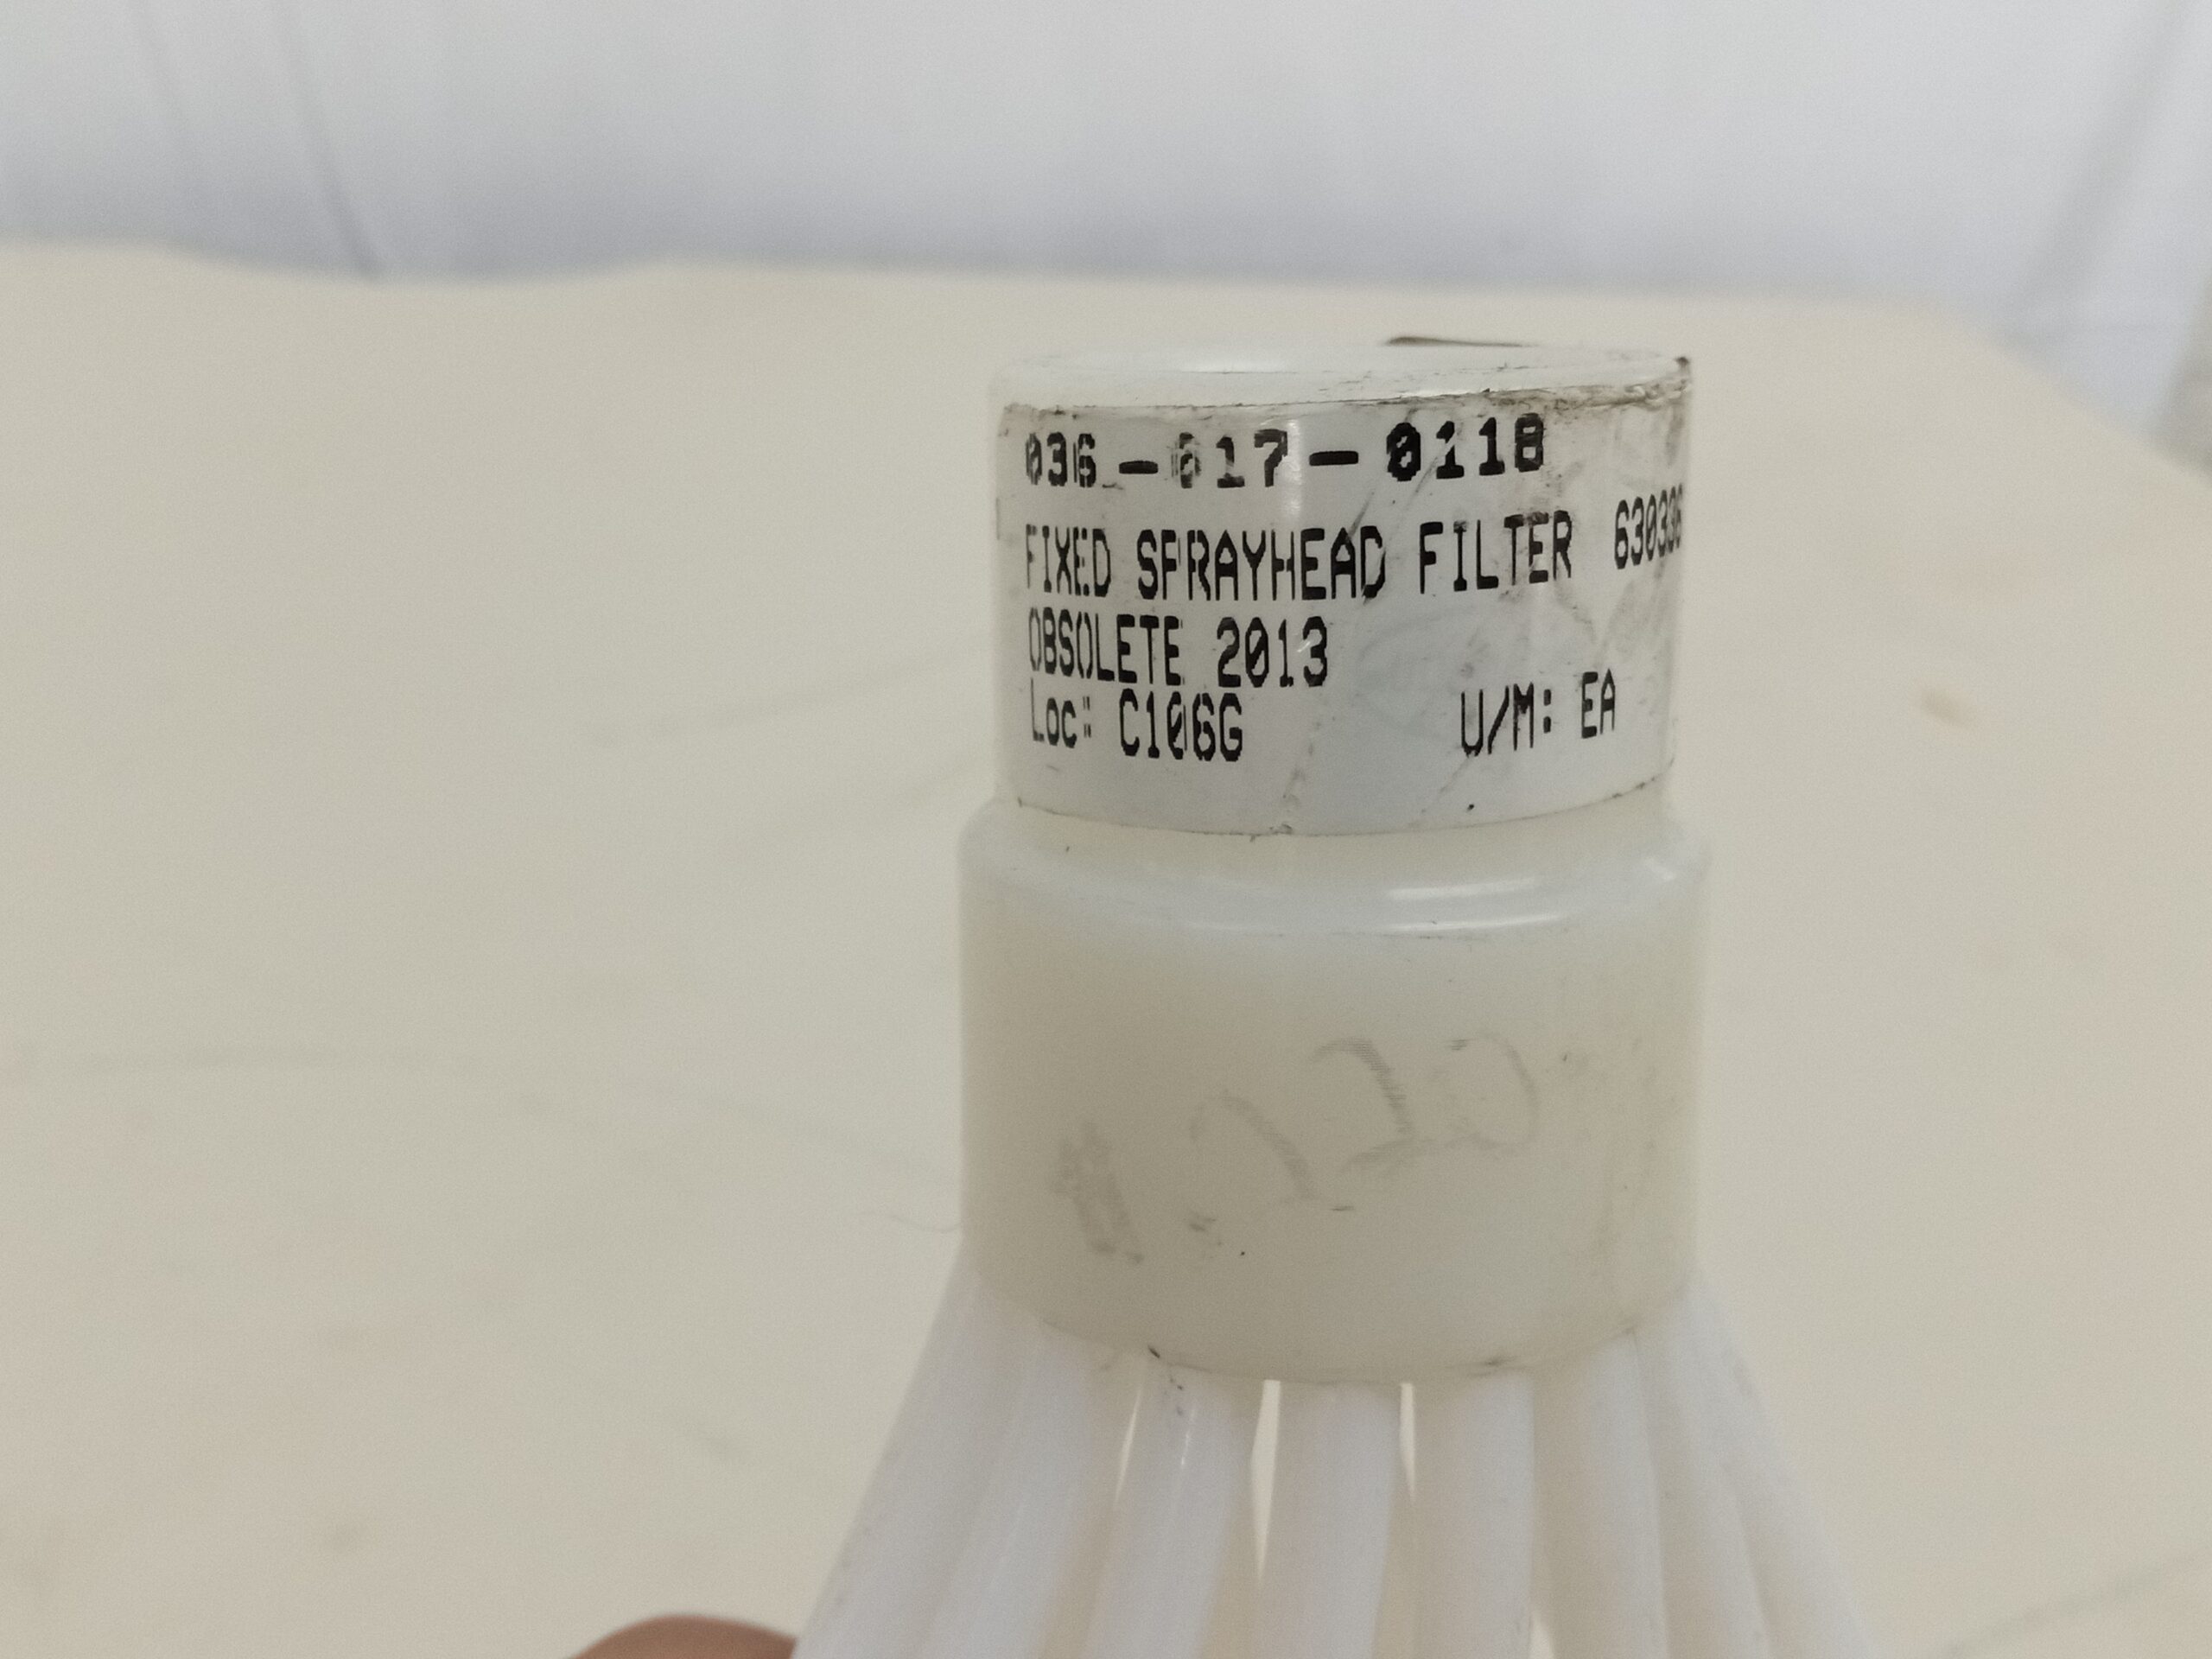 036-017-0118
FIXED SPRAYHEAD FILTER
OBSOLETE 2013
Loc: C106G U/M: EA